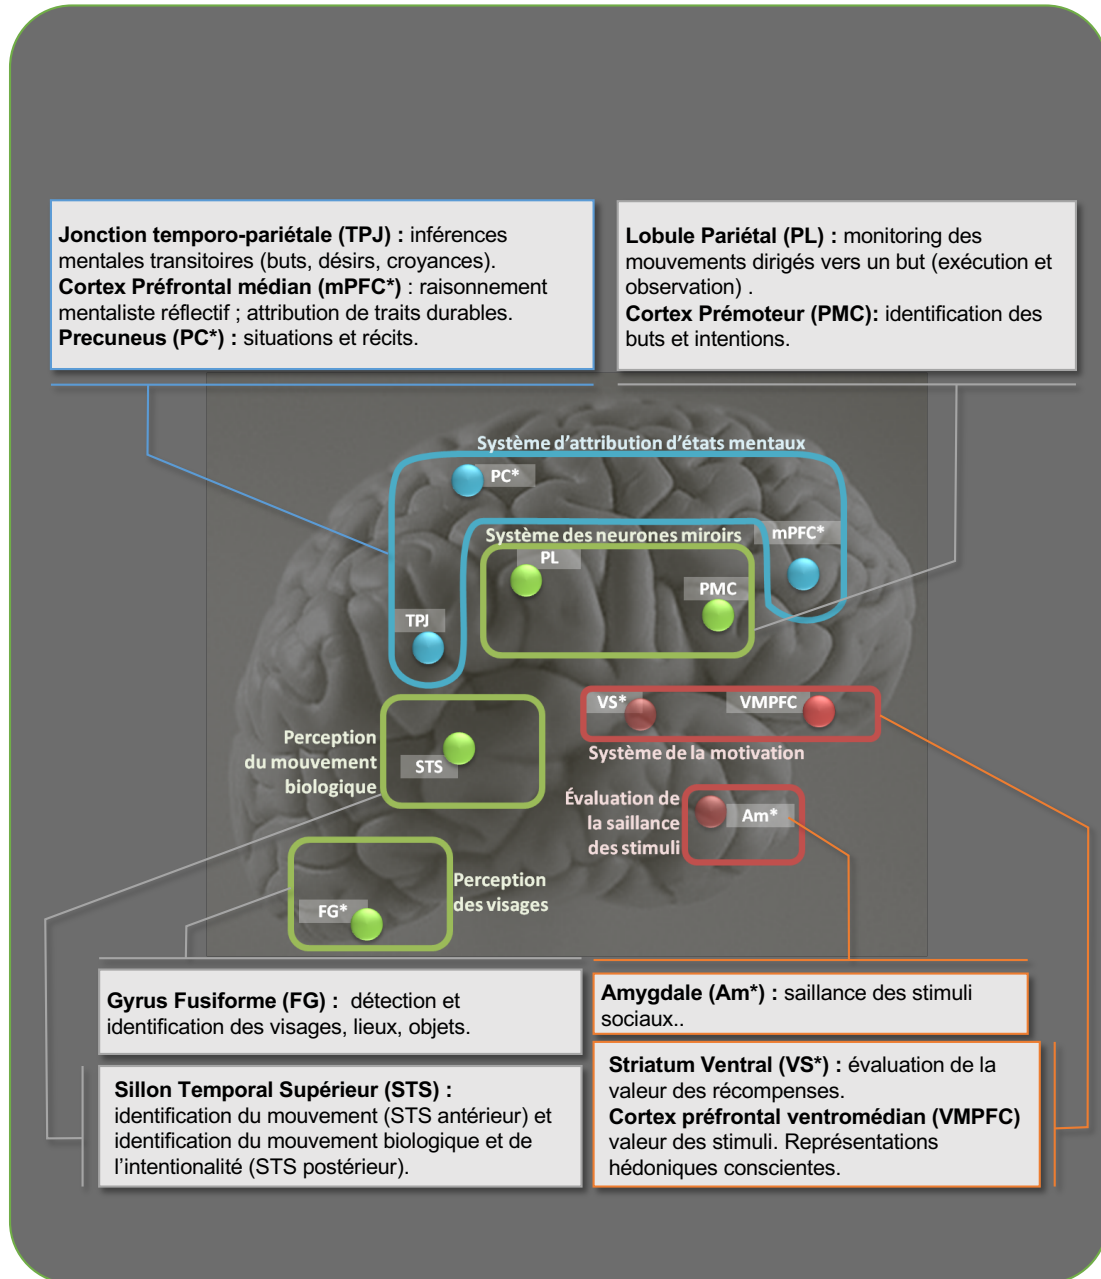 Jonction temporo-pariétale (TPJ) : inférences
mentales transitoires (buts, désirs, croyances).
Cortex Préfrontal médian (mPFC*) : raisonnement
mentaliste réflectif ; attribution de traits durables.
Precuneus (PC*) : situations et récits.
Lobule Pariétal (PL) : monitoring des
mouvements dirigés vers un but (exécution et
observation) .
Cortex Prémoteur (PMC): identification des
buts et intentions.
Système d'attribution d'états mentaux
PC*
Système des neurones miroirs
mPFC*
PL
PMC
TPJ
VS*
VMPFC
Système de la motivation
Perception
du mouvement
biologique
STS
Évaluation de
la saillance
des stimuli
Am*
Perception
des visages
FG*
Gyrus Fusiforme (FG) : détection et
identification des visages, lieux, objets.
Amygdale (Am*) : saillance des stimuli
sociaux..
Sillon Temporal Supérieur (STS) :
identification du mouvement (STS antérieur) et
identification du mouvement biologique et de
l'intentionalité (STS postérieur).
Striatum Ventral (VS*) : évaluation de la
valeur des récompenses.
Cortex préfrontal ventromédian (VMPFC)
valeur des stimuli. Représentations
hédoniques conscientes.